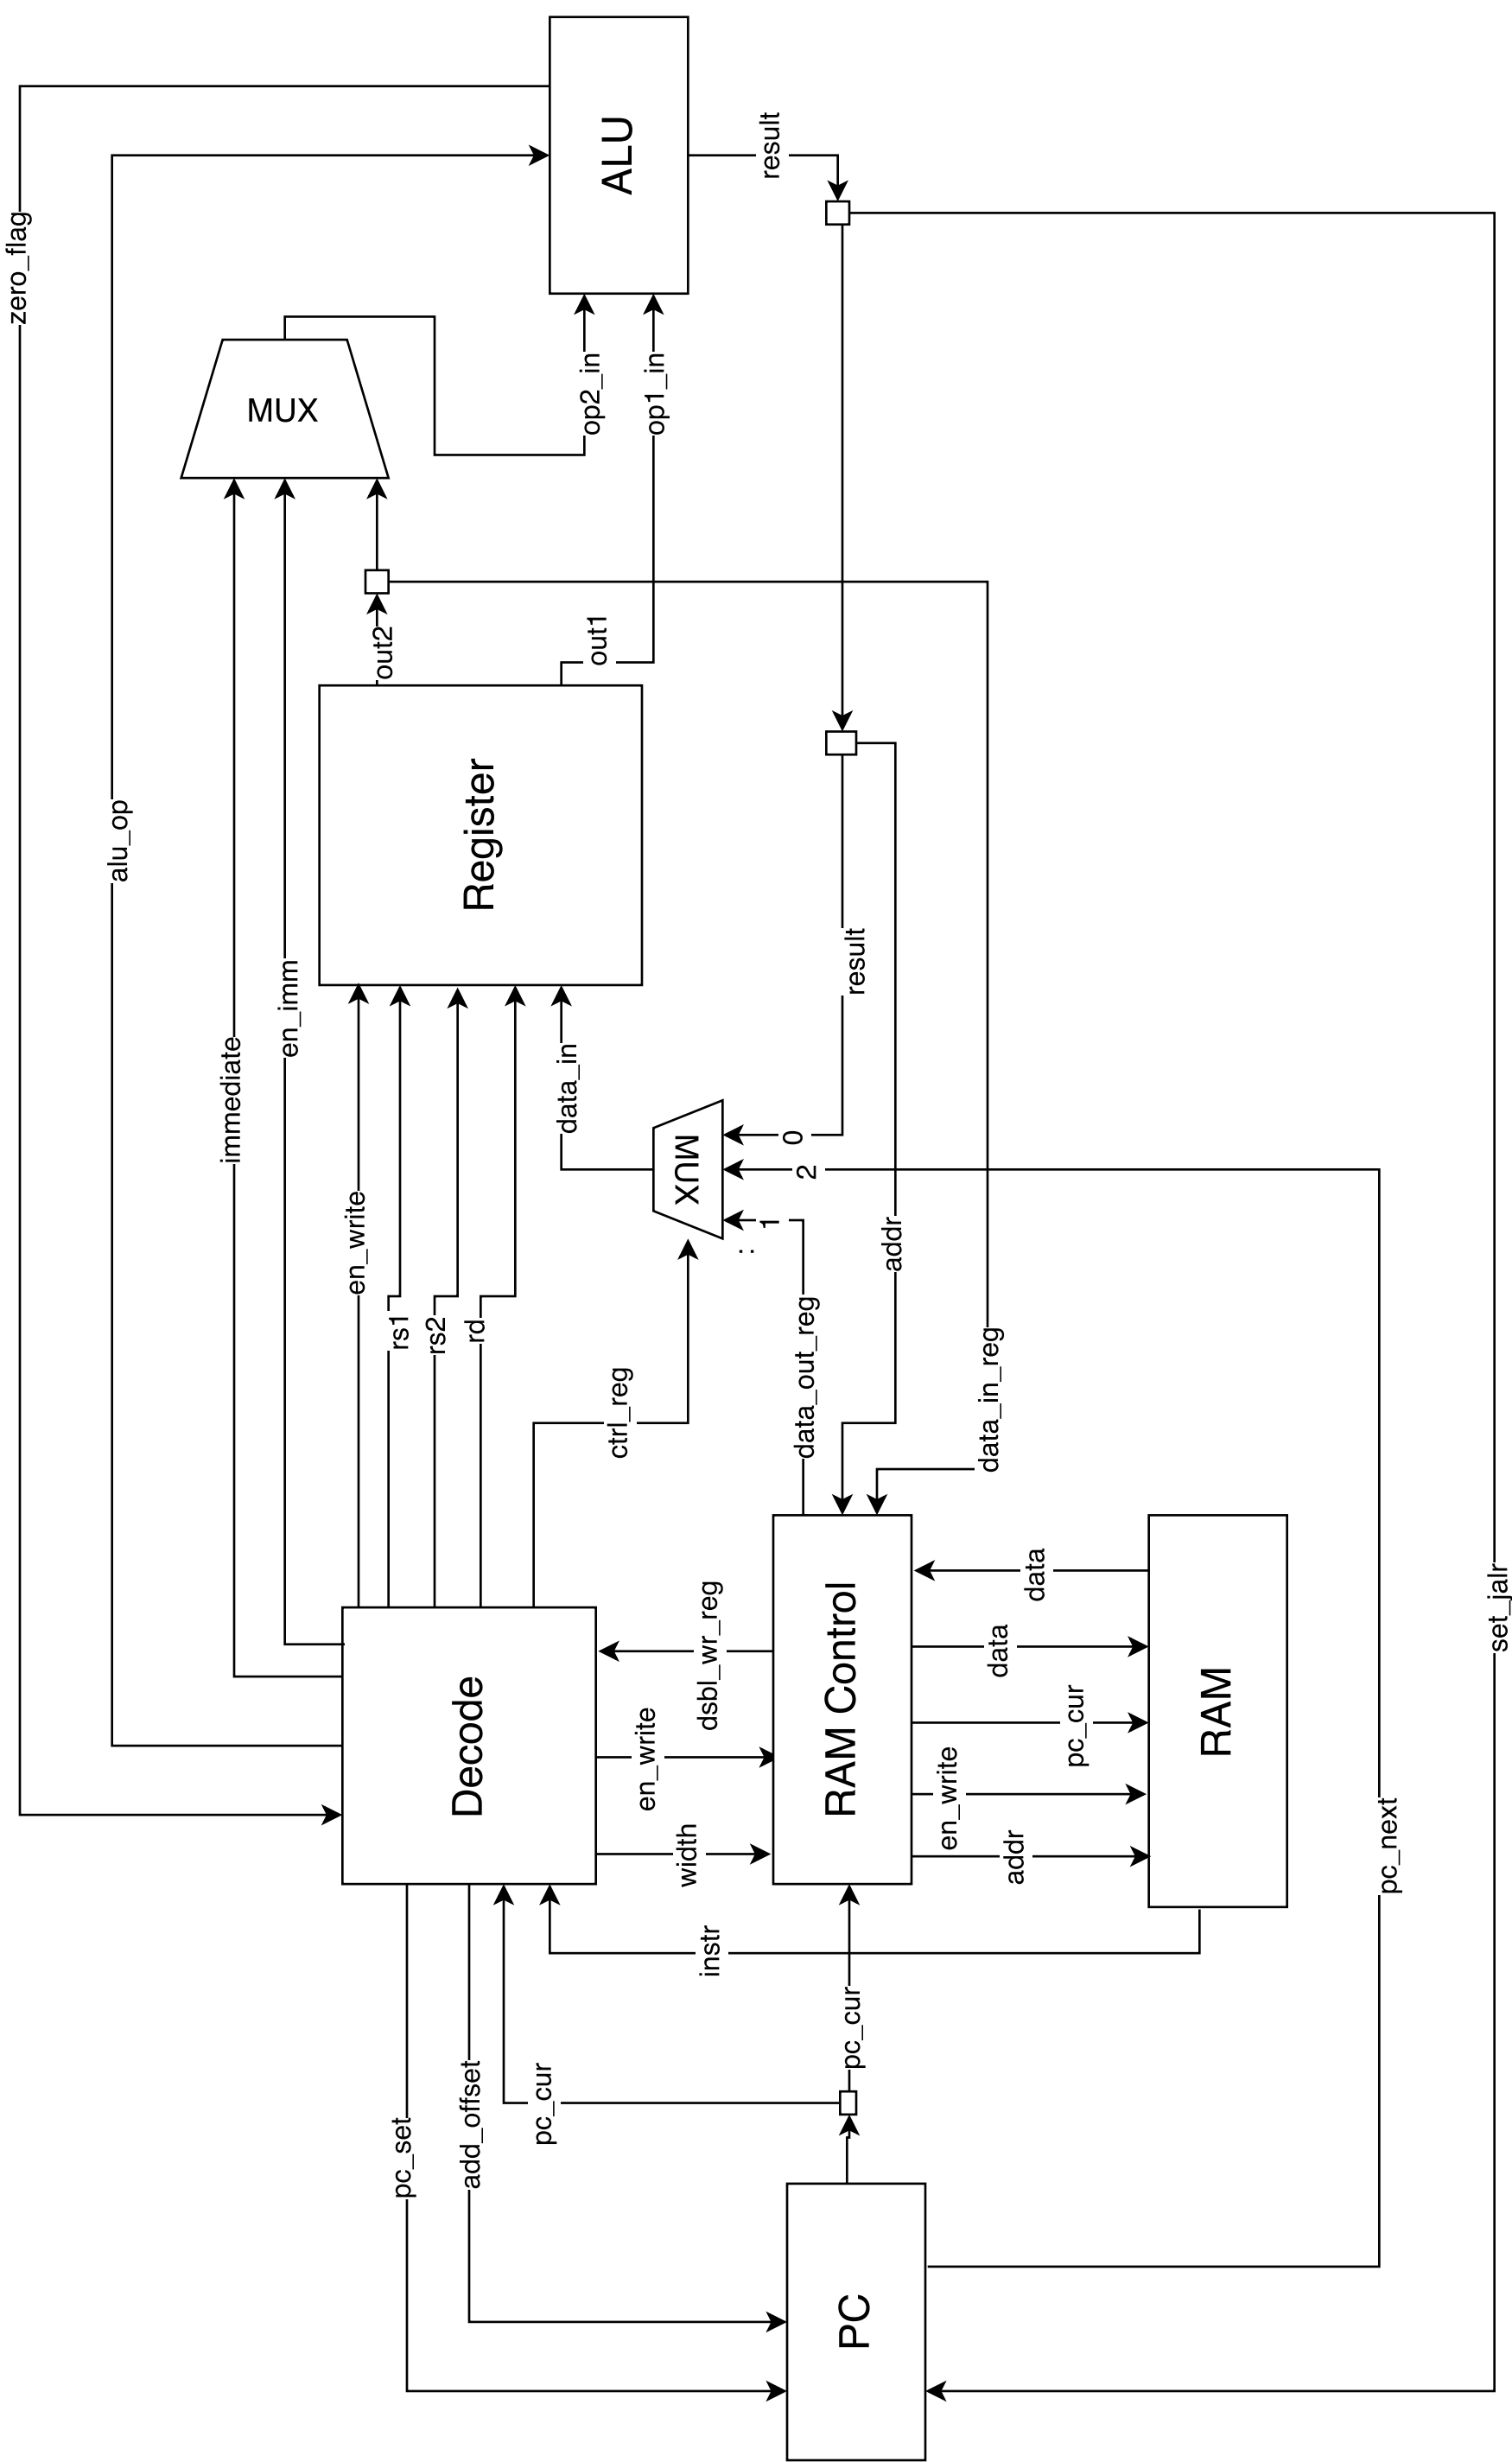 zero_flag
alu_op
immediate
en_imm
MUX
out2
op2_in
op1_in
out1
ALU
result
Register
en_write
rs1
rs2
rd
data_in
ctrl_reg
MUX
0
2
1
:
result
addr
data_out_reg
data_in_reg
Decode
dsbl_wr_reg
en_write
width
RAM Control
data
data
pc_cur
en_write
addr
RAM
instr
pc_cur
pc_cur
pc_set
add_offset
PC
pc_next
set_jalr